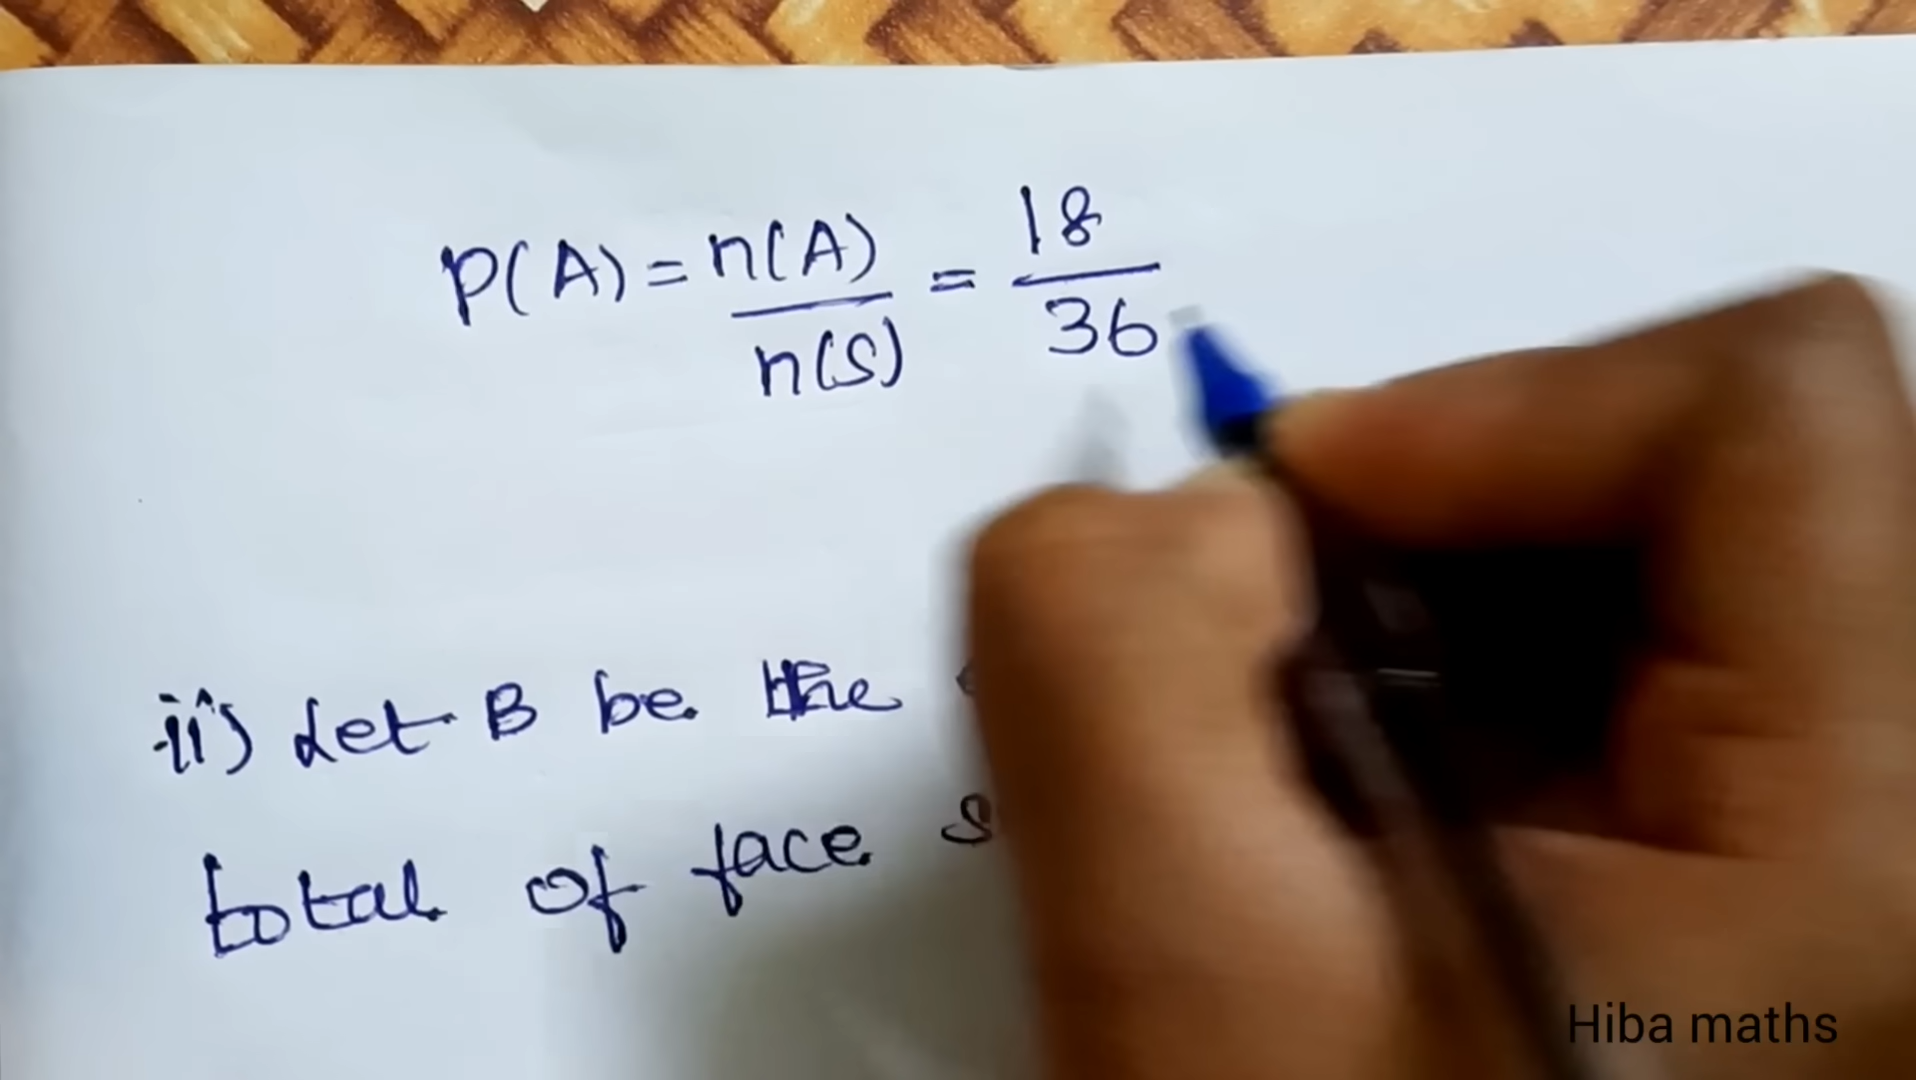 P(A) = n(A)/n(S) = 18/36
ii) Let B be the
total of face
Hiba maths